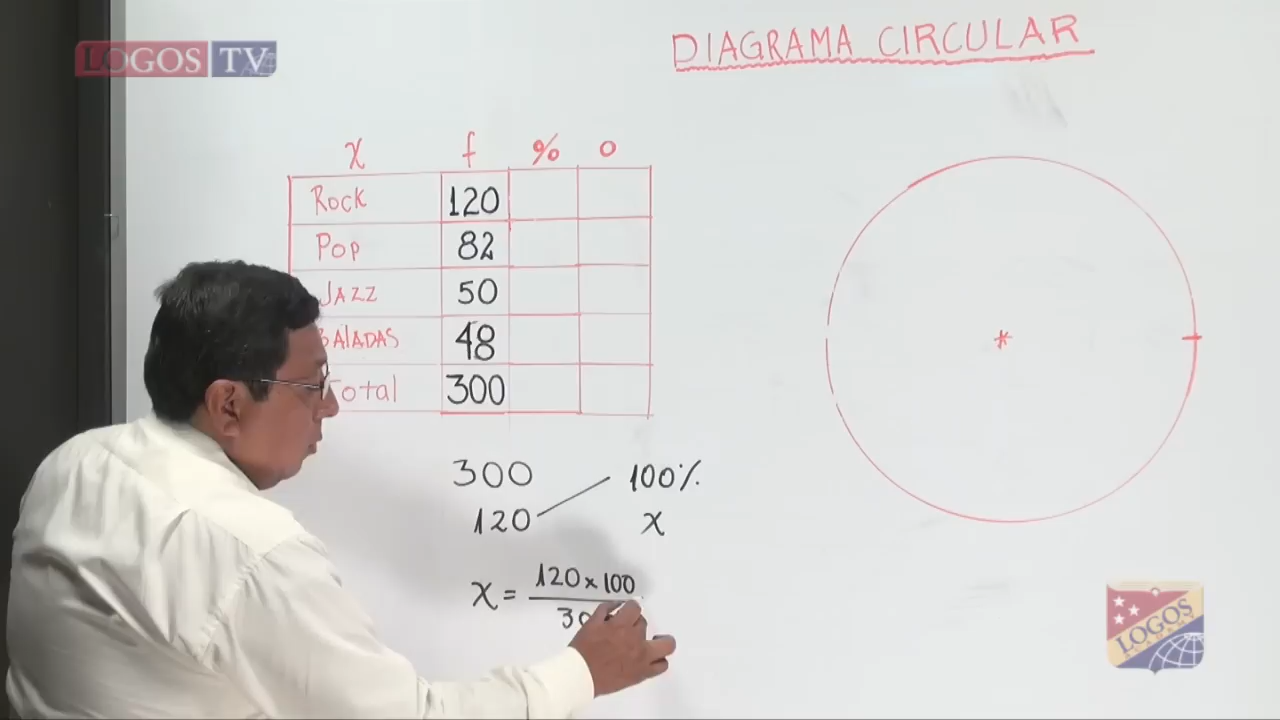 LOGOS TV
DIAGRAMA CIRCULAR
x f % o
Rock 120
Pop 82
JAZZ 50
BAlADAS 48
Total 300
300 100%
120 x
x = 120 x 100
LOGOS
ACADEMY